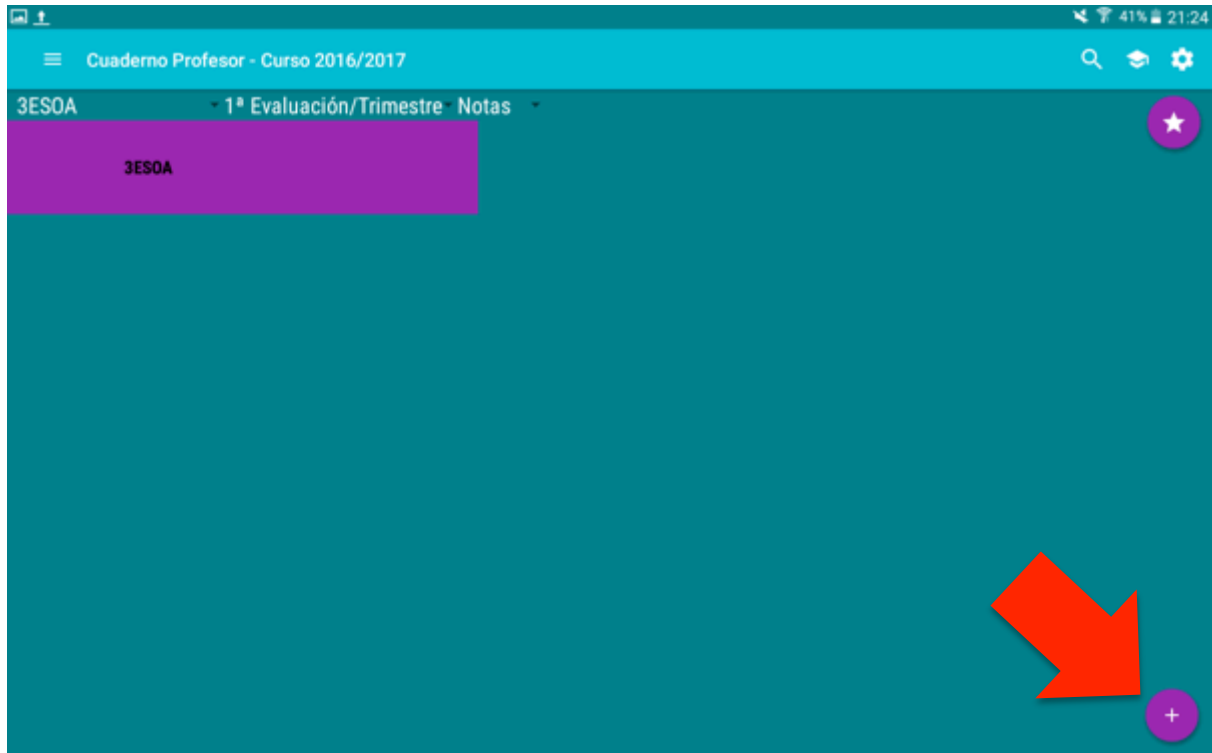 41% 21:24
Cuaderno Profesor - Curso 2016/2017
3ESOA 1ª Evaluación/Trimestre Notas
3ESOA
+